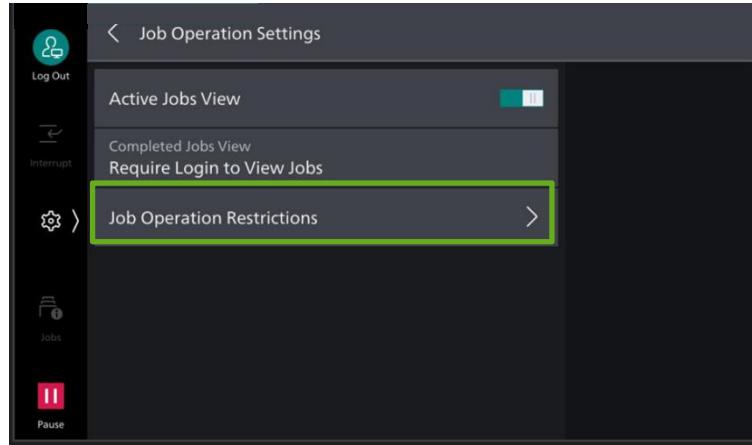 Job Operation Settings
Log Out
Active Jobs View
Interrupt
Completed Jobs View
Require Login to View Jobs
Job Operation Restrictions
Jobs
Pause